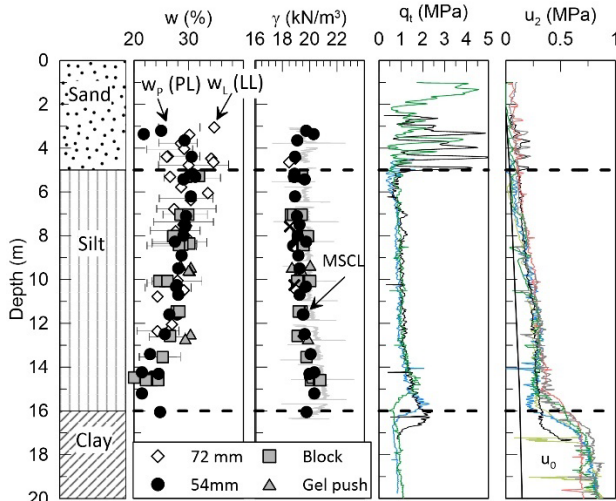 w (%) γ (kN/m³) qt (MPa) u2 (MPa)
20 30 40 16 18 20 22 0 1 2 3 4 5 0 0.5 1
0
2
4
6
8
10
12
14
16
18
20
Depth (m)
Sand
Silt
Clay
wP (PL) wL (LL)
MSCL
u0
72 mm Block
54mm Gel push